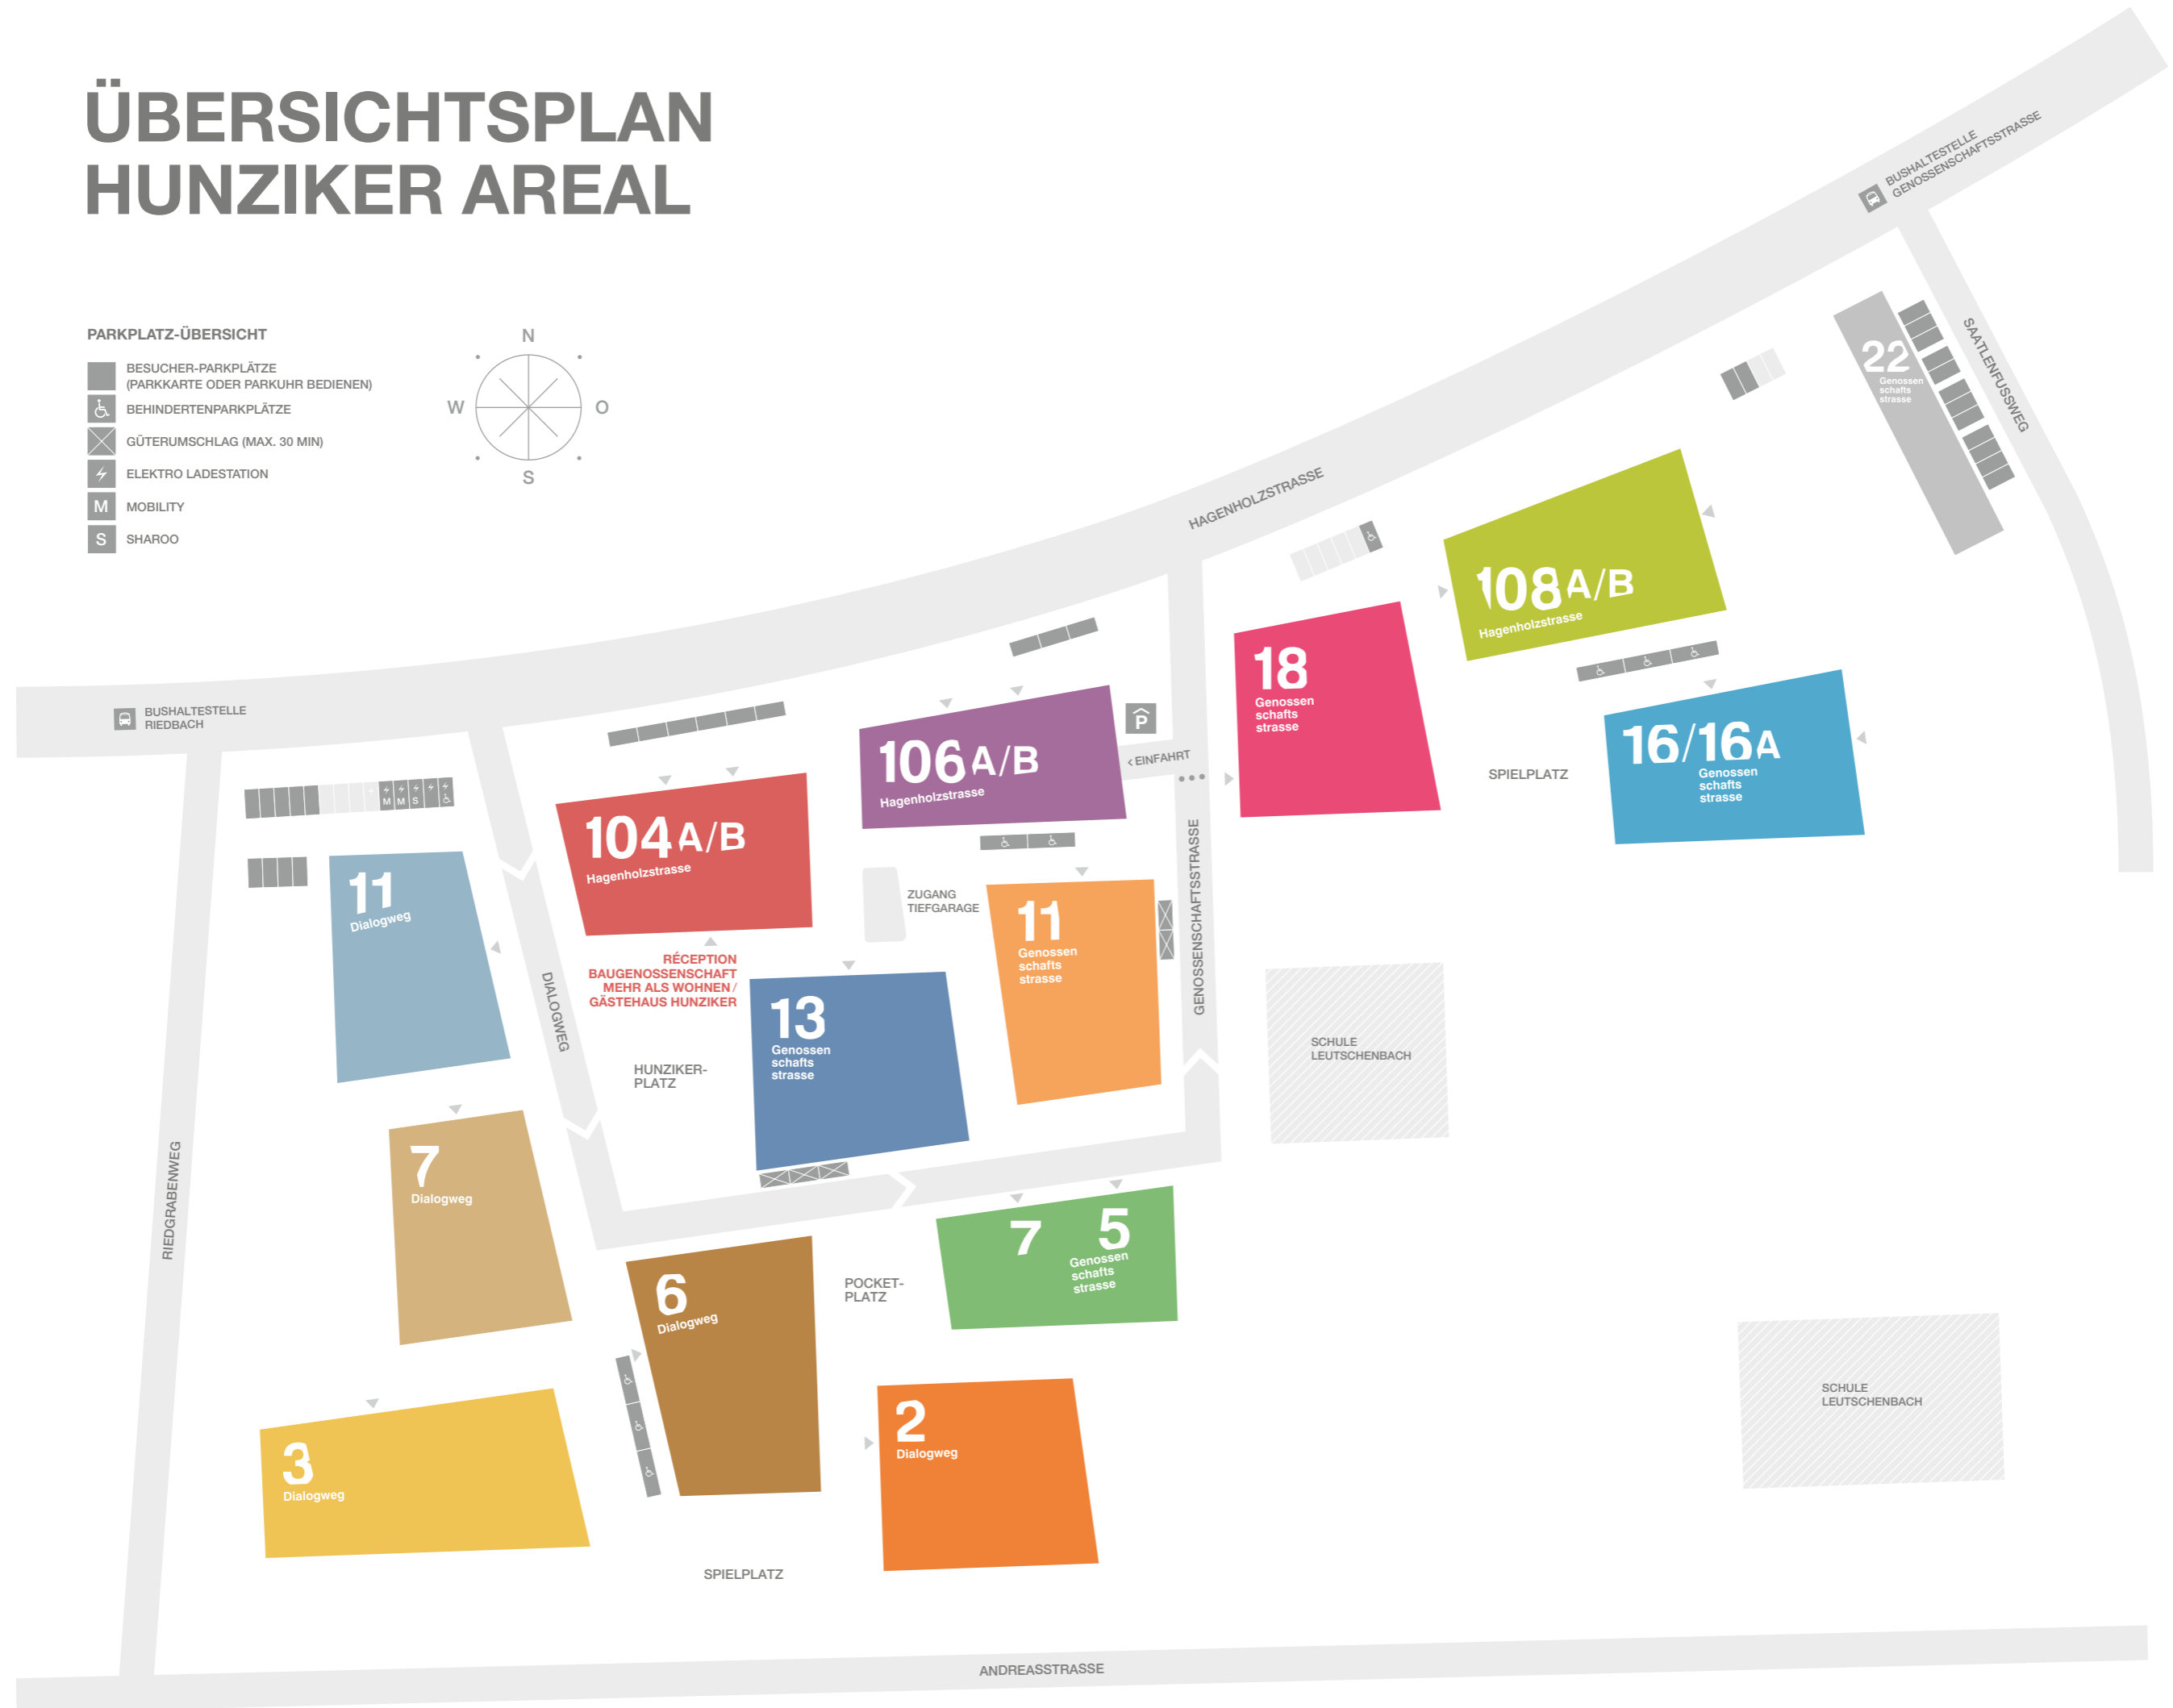 ÜBERSICHTSPLAN
HUNZIKER AREAL
BUSHALTESTELLE
GENOSSENSCHAFTSSTRASSE
PARKPLATZ-ÜBERSICHT
BESUCHER-PARKPLÄTZE
(PARKKARTE ODER PARKUHR BEDIENEN)
BEHINDERTENPARKPLÄTZE
GÜTERUMSCHLAG (MAX. 30 MIN)
ELEKTRO LADESTATION
M
MOBILITY
S
SHAROO
N
W
O
S
SAATLENFUSSWEG
22
Genossen
schafts
strasse
HAGENHOLZSTRASSE
108 A/B
Hagenholzstrasse
18
Genossen
schafts
strasse
BUSHALTESTELLE
RIEDBACH
P
106 A/B
Hagenholzstrasse
< EINFAHRT
SPIELPLATZ
16/16A
Genossen
schafts
strasse
M M S
104 A/B
Hagenholzstrasse
11
Dialogweg
ZUGANG
TIEFGARAGE
11
Genossen
schafts
strasse
GENOSSENSCHAFTSSTRASSE
RÉCEPTION
BAUGENOSSENSCHAFT
MEHR ALS WOHNEN /
GÄSTEHAUS HUNZIKER
DIALOGWEG
13
Genossen
schafts
strasse
HUNZIKER-
PLATZ
SCHULE
LEUTSCHENBACH
RIEDGRABENWEG
7
Dialogweg
6
Dialogweg
POCKET-
PLATZ
7
5
Genossen
schafts
strasse
SCHULE
LEUTSCHENBACH
3
Dialogweg
2
Dialogweg
SPIELPLATZ
ANDREASSTRASSE